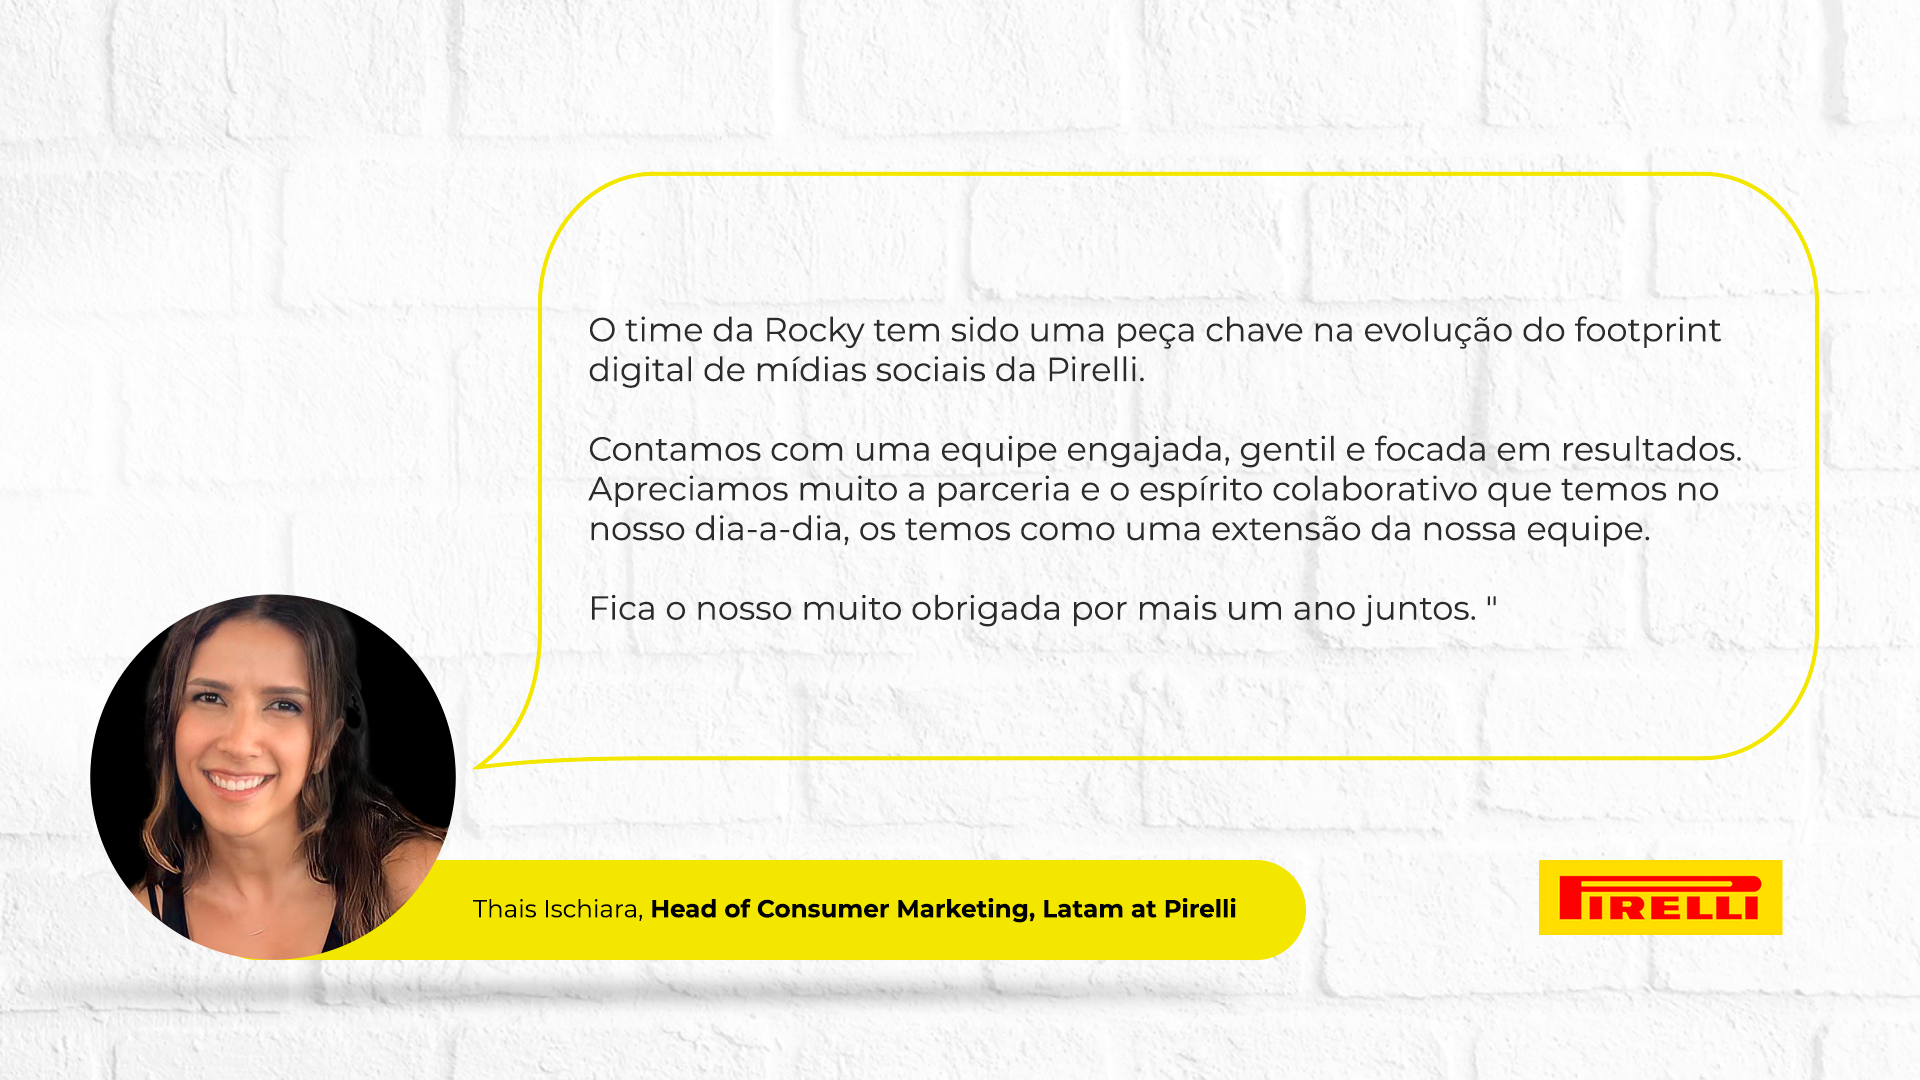 O time da Rocky tem sido uma peça chave na evolução do footprint
digital de mídias sociais da Pirelli.
Contamos com uma equipe engajada, gentil e focada em resultados.
Apreciamos muito a parceria e o espírito colaborativo que temos no
nosso dia-a-dia, os temos como uma extensão da nossa equipe.
Fica o nosso muito obrigada por mais um ano juntos. "
Thais Ischiara, Head of Consumer Marketing, Latam at Pirelli
PIRELLI